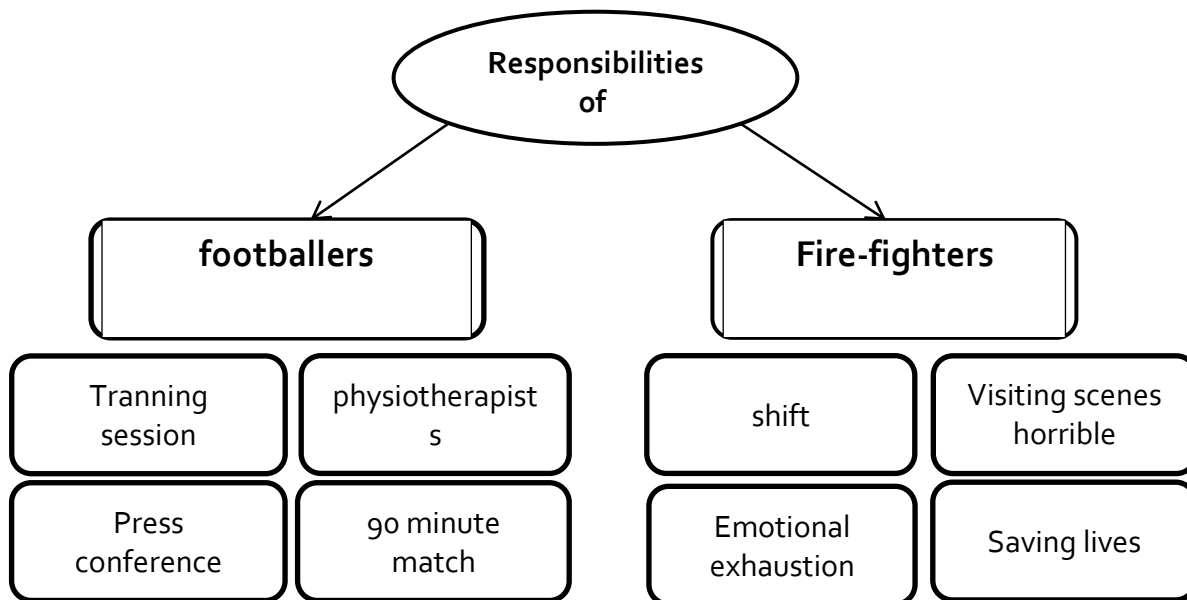 Responsibilities
of
footballers
Fire-fighters
Tranning
session
physiotherapist
s
shift
Visiting scenes
horrible
Press
conference
90 minute
match
Emotional
exhaustion
Saving lives